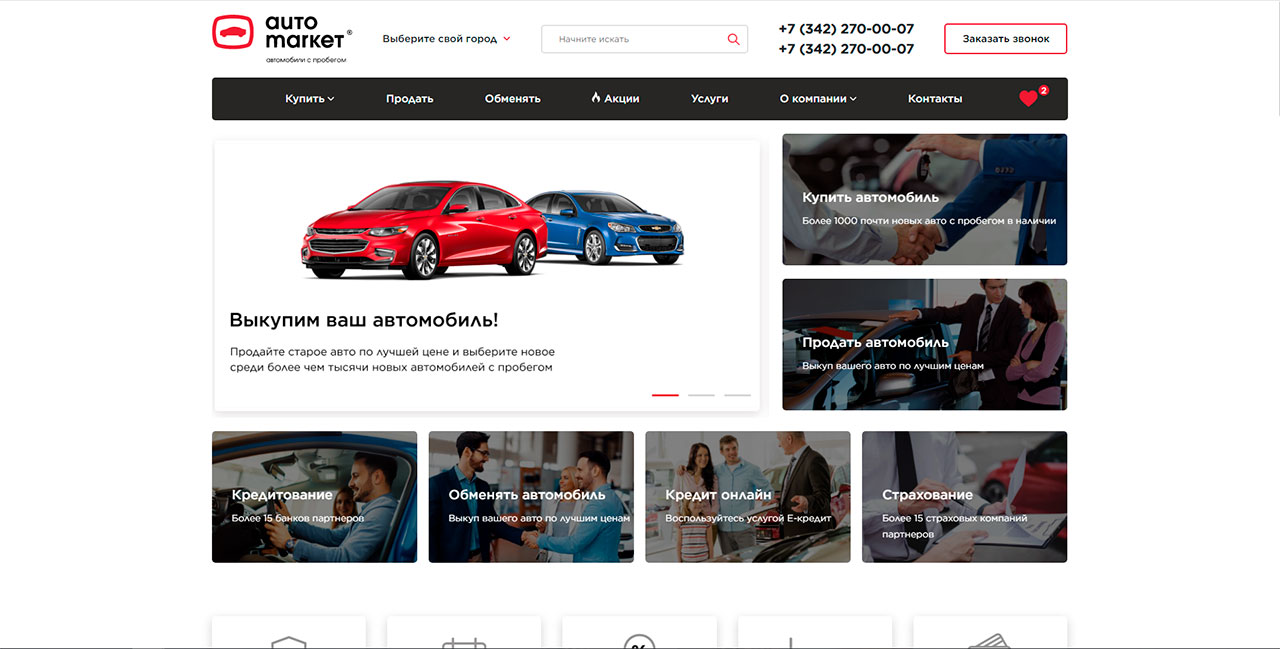 auto
market®
автомобили с пробегом
Выберите свой город
Начните искать
+7 (342) 270-00-07
+7 (342) 270-00-07
Заказать звонок
Купить
Продать
Обменять
Акции
Услуги
О компании
Контакты
2
Выкупим ваш автомобиль!
Продайте старое авто по лучшей цене и выберите новое
среди более чем тысячи новых автомобилей с пробегом
Купить автомобиль
Более 1000 почти новых авто с пробегом в наличии
Продать автомобиль
Выкуп вашего авто по лучшим ценам
Кредитование
Более 15 банков партнеров
Обменять автомобиль
Выкуп вашего авто по лучшим ценам
Кредит онлайн
Воспользуйтесь услугой Е-кредит
Страхование
Более 15 страховых компаний
партнеров